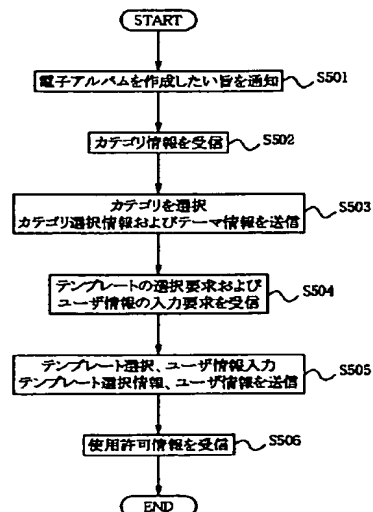 START
電子アルバムを作成したい旨を通知
S501
カテゴリ情報を受信
S502
カテゴリを選択
カテゴリ選択情報およびテーマ情報を送信
S503
テンプレートの選択要求および
ユーザ情報の入力要求を受信
S504
テンプレート選択、ユーザ情報入力
テンプレート選択情報、ユーザ情報を送信
S505
使用許可情報を受信
S506
END